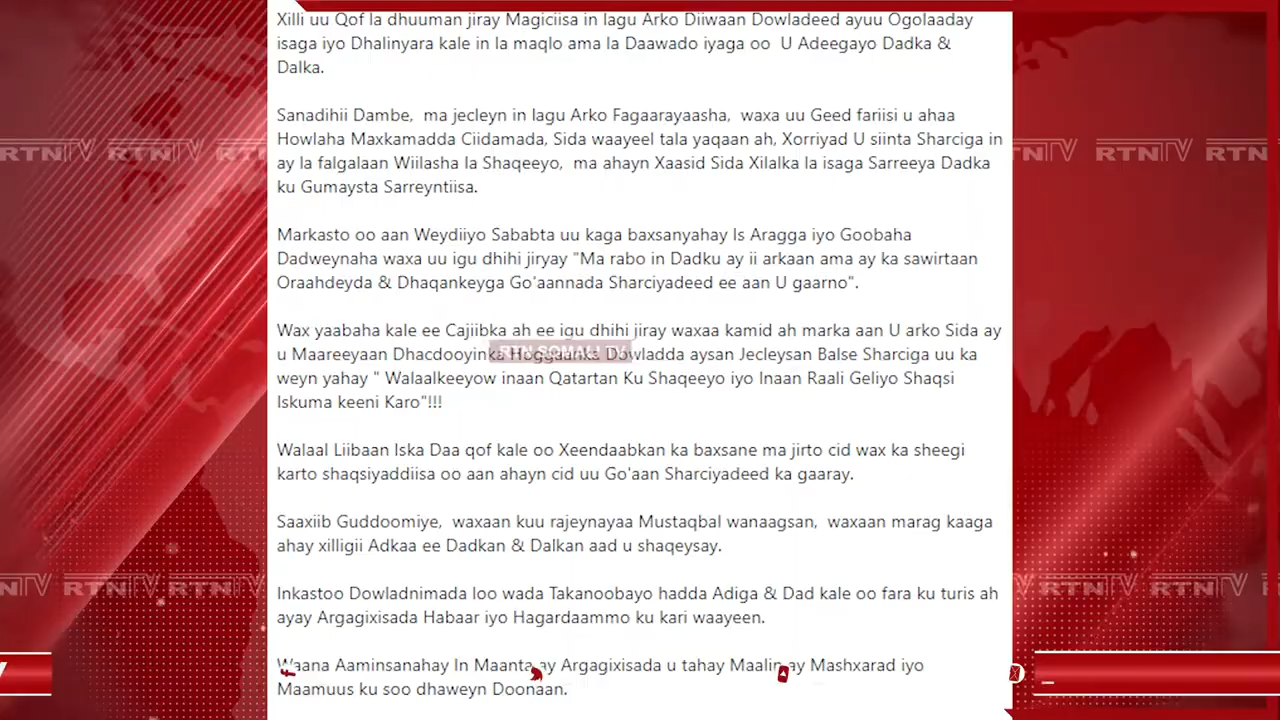 Xilli uu Qof la dhuuman jiray Magiciisa in lagu Arko Diiwaan Dowladeed ayuu Ogolaaday
isaga iyo Dhalinyara kale in la maqlo ama la Daawado iyaga oo U Adeegayo Dadka &
Dalka.
Sanadihii Dambe, ma jecleyn in lagu Arko Fagaarayaasha, waxa uu Geed fariisi u ahaa
Howlaha Maxkamadda Ciidamada, Sida waayeel tala yaqaan ah, Xorriyad U siinta Sharciga in
ay la falgalaan Wiilasha la Shaqeeyo, ma ahayn Xaasid Sida Xilalka la isaga Sarreeya Dadka
ku Gumaysta Sarreyntiisa.
Markasto oo aan Weydiiyo Sababta uu kaga baxsanyahay Is Aragga iyo Goobaha
Dadweynaha waxa uu igu dhihi jiryay "Ma rabo in Dadku ay ii arkaan ama ay ka sawirtaan
Oraahdeyda & Dhaqankeyga Go'aannada Sharciyadeed ee aan U gaarno".
Wax yaabaha kale ee Cajiibka ah ee igu dhihi jiray waxaa kamid ah marka aan U arko Sida ay
u Maareeyaan Dhacdooyinka Hoggaanka Dowladda aysan Jecleysan Balse Sharciga uu ka
weyn yahay " Walaalkeeyow inaan Qatartan Ku Shaqeeyo iyo Inaan Raali Geliyo Shaqsi
Iskuma keeni Karo"!!!
Walaal Liibaan Iska Daa qof kale oo Xeendaabkan ka baxsane ma jirto cid wax ka sheegi
karto shaqsiyaddiisa oo aan ahayn cid uu Go'aan Sharciyadeed ka gaaray.
Saaxiib Guddoomiye, waxaan kuu rajeynayaa Mustaqbal wanaagsan, waxaan marag kaaga
ahay xilligii Adkaa ee Dadkan & Dalkan aad u shaqeysay.
Inkastoo Dowladnimada oo wada Takanoobayo hadda Adiga & Dad kale oo fara ku turis ah
ayay Argagixisada Habaar iyo Hagardaammo ku kari waayeen.
Waana Aaminsanahay In Maanta ay Argagixisada u tahay Maalin ay Mashxarad iyo
Maamuus ku soo dhaweyn Doonaan.
RTN SOMALI TV
RTNTV RTNTV RTN
RTNTV RTNTV RTNTV